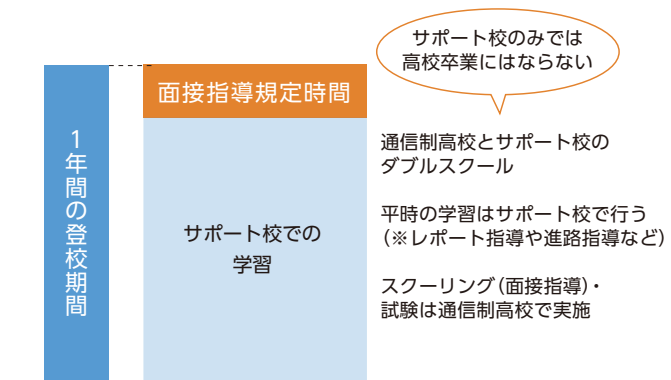 サポート校のみでは
高校卒業にはならない
面接指導規定時間
1年間の登校期間
サポート校での
学習
通信制高校とサポート校の
ダブルスクール
平時の学習はサポート校で行う
(※レポート指導や進路指導など)
スクーリング(面接指導)・
試験は通信制高校で実施